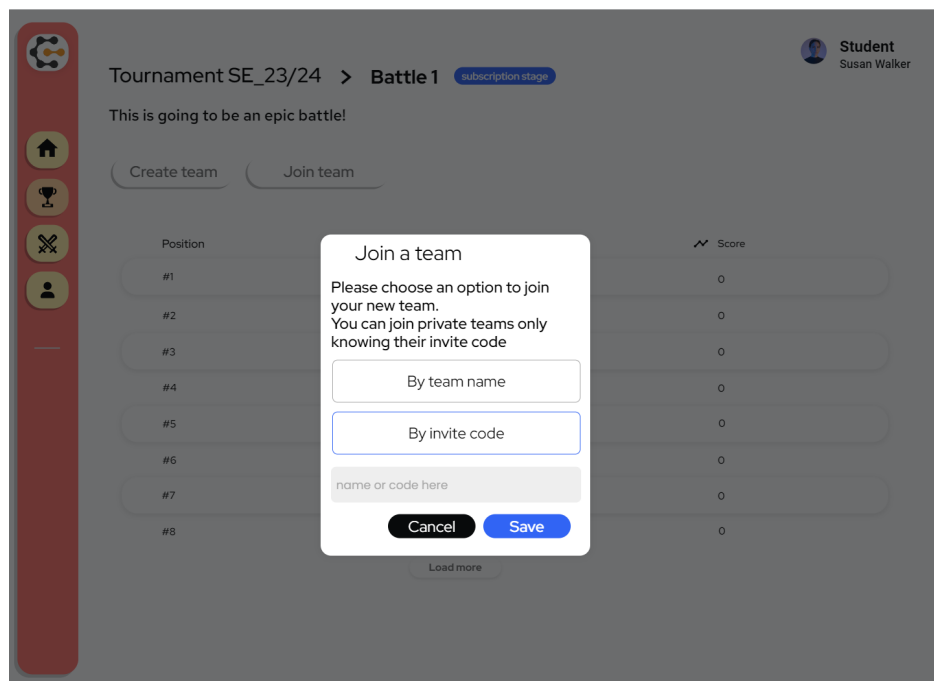 Student
Susan Walker
Tournament SE_23/24 > Battle 1 subscription stage
This is going to be an epic battle!
Create team Join team
Position Score
Join a team
Please choose an option to join
your new team.
You can join private teams only
knowing their invite code
By team name
By invite code
name or code here
Cancel Save
#1 0
#2 0
#3 0
#4 0
#5 0
#6 0
#7 0
#8 0
Load more